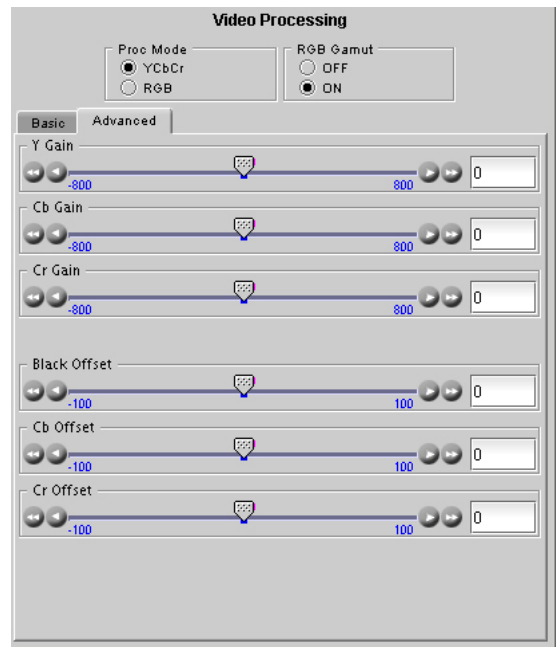 Video Processing
Proc Mode
YCbCr
RGB
RGB Gamut
OFF
ON
Basic Advanced
Y Gain
-800 800 0
Cb Gain
-800 800 0
Cr Gain
-800 800 0
Black Offset
-100 100 0
Cb Offset
-100 100 0
Cr Offset
-100 100 0